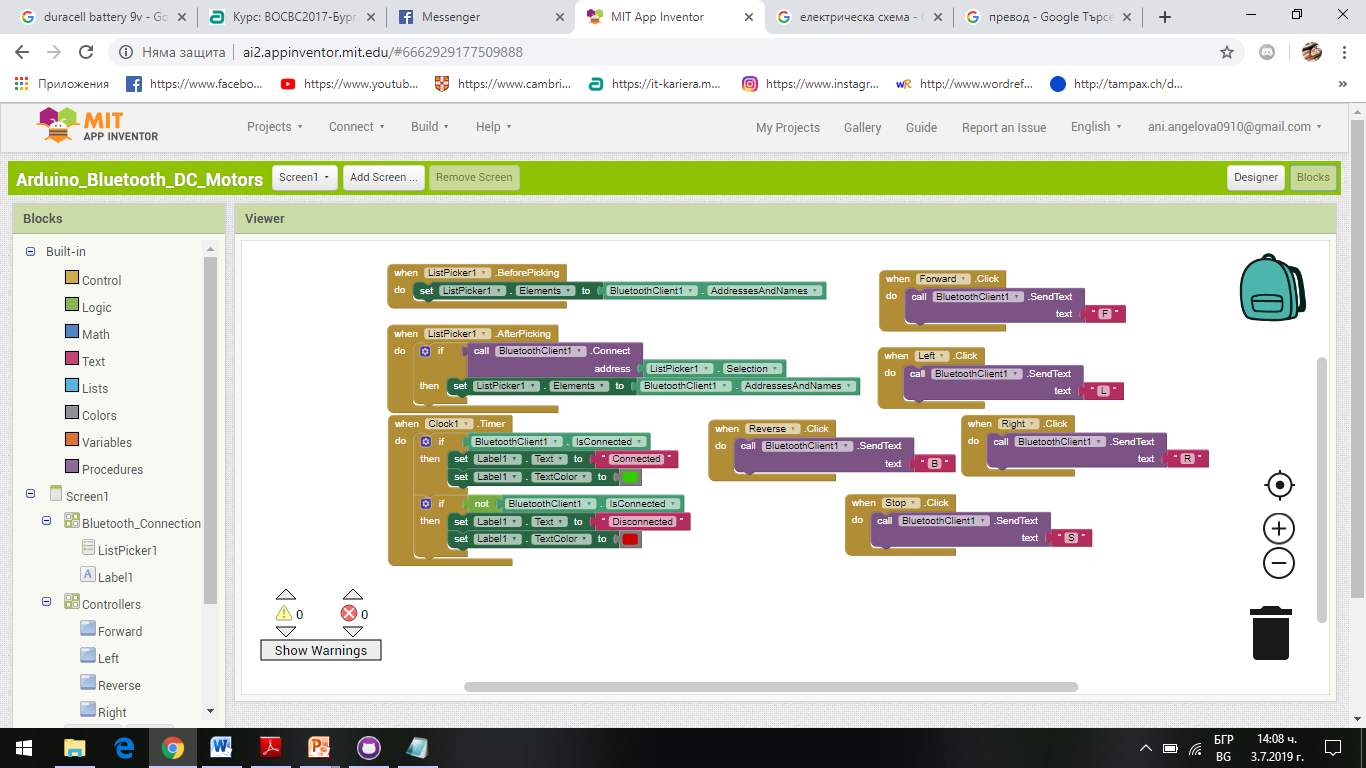 duracell battery 9v - Go
Курс: ВОСВС2017-Бург
Messenger
MIT App Inventor
електрическа схема - G
превод - Google Търсе
Няма защита | ai2.appinventor.mit.edu/#6662929177509888
Приложения
https://www.facebo...
https://www.youtub...
https://www.cambri...
https://it-kariera.m...
https://www.instagr...
http://www.wordref...
http://tampax.ch/d...
»
MIT
APP INVENTOR
Projects
Connect
Build
Help
My Projects
Gallery
Guide
Report an Issue
English
ani.angelova0910@gmail.com
Arduino_Bluetooth_DC_Motors
Screen1
Add Screen ...
Remove Screen
Designer
Blocks
Blocks
Viewer
Built-in
Control
Logic
Math
Text
Lists
Colors
Variables
Procedures
Screen1
Bluetooth_Connection
ListPicker1
A Label1
Controllers
Forward
Left
Reverse
Right
when ListPicker1 .BeforePicking
do set ListPicker1 . Elements to BluetoothClient1 . AddressesAndNames
when ListPicker1 .AfterPicking
do if call BluetoothClient1 .Connect
address ListPicker1 . Selection
then set ListPicker1 . Elements to BluetoothClient1 . AddressesAndNames
when Clock1 .Timer
do if BluetoothClient1 . IsConnected
then set Label1 . Text to " Connected "
set Label1 . TextColor to
if not BluetoothClient1 . IsConnected
then set Label1 . Text to " Disconnected "
set Label1 . TextColor to
when Forward .Click
do call BluetoothClient1 .SendText
text " F "
when Left .Click
do call BluetoothClient1 .SendText
text " L "
when Reverse .Click
do call BluetoothClient1 .SendText
text " B "
when Right .Click
do call BluetoothClient1 .SendText
text " R "
when Stop .Click
do call BluetoothClient1 .SendText
text " S "
0
0
Show Warnings
БГР
BG
14:08 ч.
3.7.2019 г.